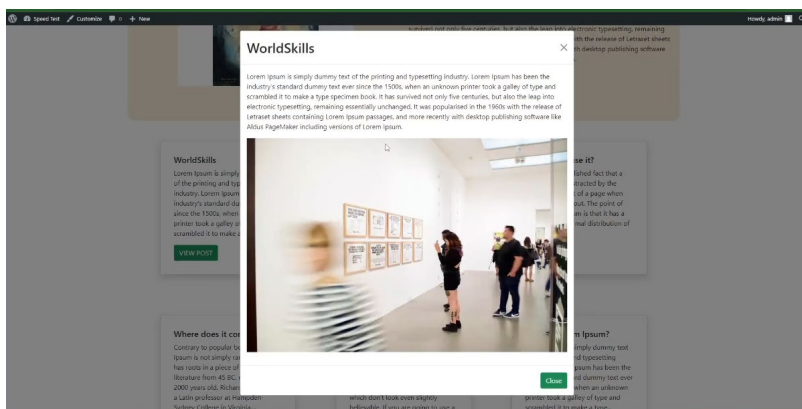 Speed Test Customize 0 + New
Howdy, admin
survived not only five centuries, but also the leap into electronic typesetting, remaining
with the release of Letraset sheets
th desktop publishing software
WorldSkills
Lorem Ipsum is simply dummy text of the printing and typesetting industry. Lorem Ipsum has been the
industry's standard dummy text ever since the 1500s, when an unknown printer took a galley of type and
scrambled it to make a type specimen book. It has survived not only five centuries, but also the leap into
electronic typesetting, remaining essentially unchanged. It was popularised in the 1960s with the release of
Letraset sheets containing Lorem Ipsum passages, and more recently with desktop publishing software like
Aldus PageMaker including versions of Lorem Ipsum.
Close
WorldSkills
Lorem Ipsum is simply
of the printing and typ
industry. Lorem Ipsum
industry's standard du
since the 1500s, when
printer took a galley o
scrambled it to make a
VIEW POST
se it?
lished fact that a
stracted by the
t of a page when
out. The point of
um is that it has a
mal distribution of
Where does it co
Contrary to popular be
Ipsum is not simply ra
has roots in a piece of
literature from 45 BC,
2000 years old. Richar
a Latin professor at Hampden
Sydney College in Virginia
which don't look even slightly
believable. If you are going to use a
m Ipsum?
imply dummy text
d typesetting
psum has been the
rd dummy text ever
when an unknown
printer took a galley of type and
scrambled it to make a type